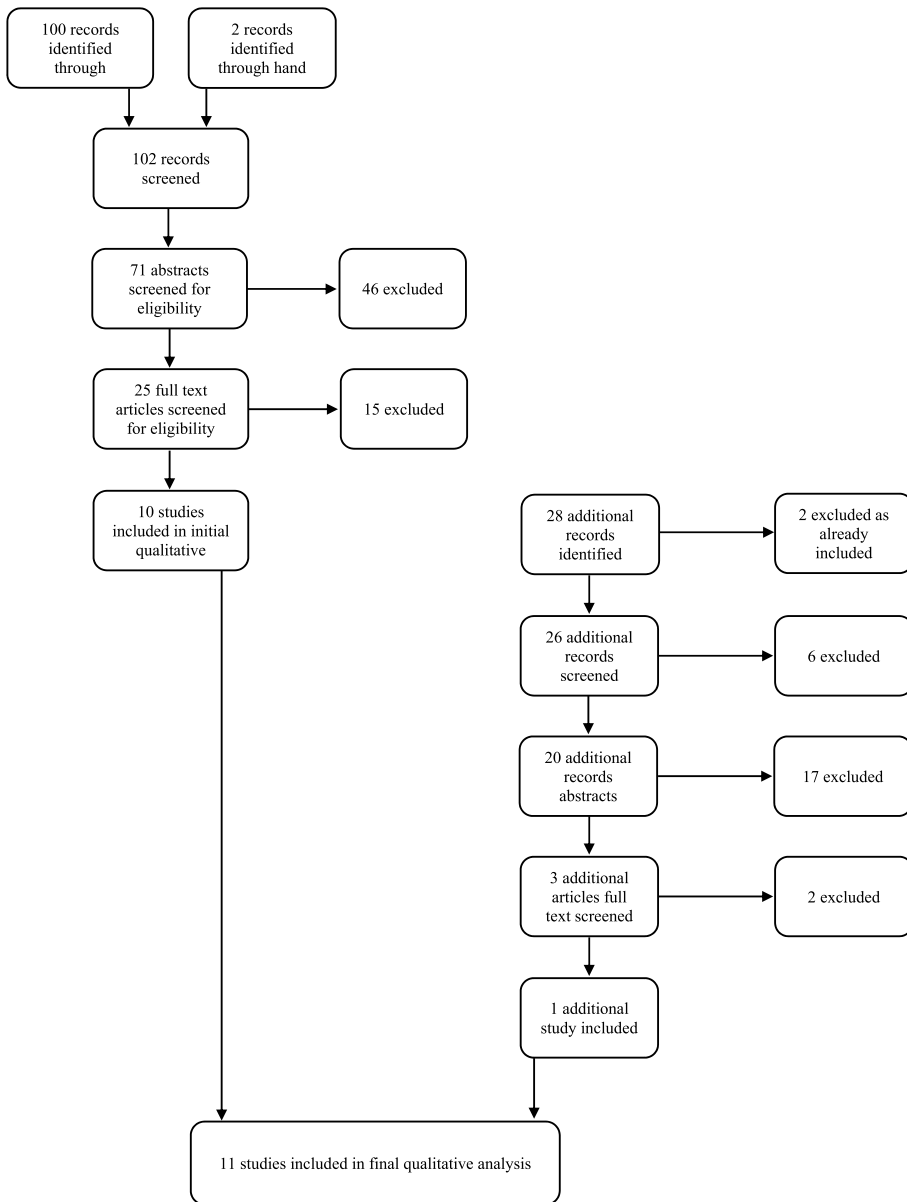 100 records
identified
through
2 records
identified
through hand
102 records
screened
71 abstracts
screened for
eligibility
46 excluded
25 full text
articles screened
for eligibility
15 excluded
10 studies
included in initial
qualitative
28 additional
records
identified
2 excluded as
already
included
26 additional
records
screened
6 excluded
20 additional
records
abstracts
17 excluded
3 additional
articles full
text screened
2 excluded
1 additional
study included
11 studies included in final qualitative analysis